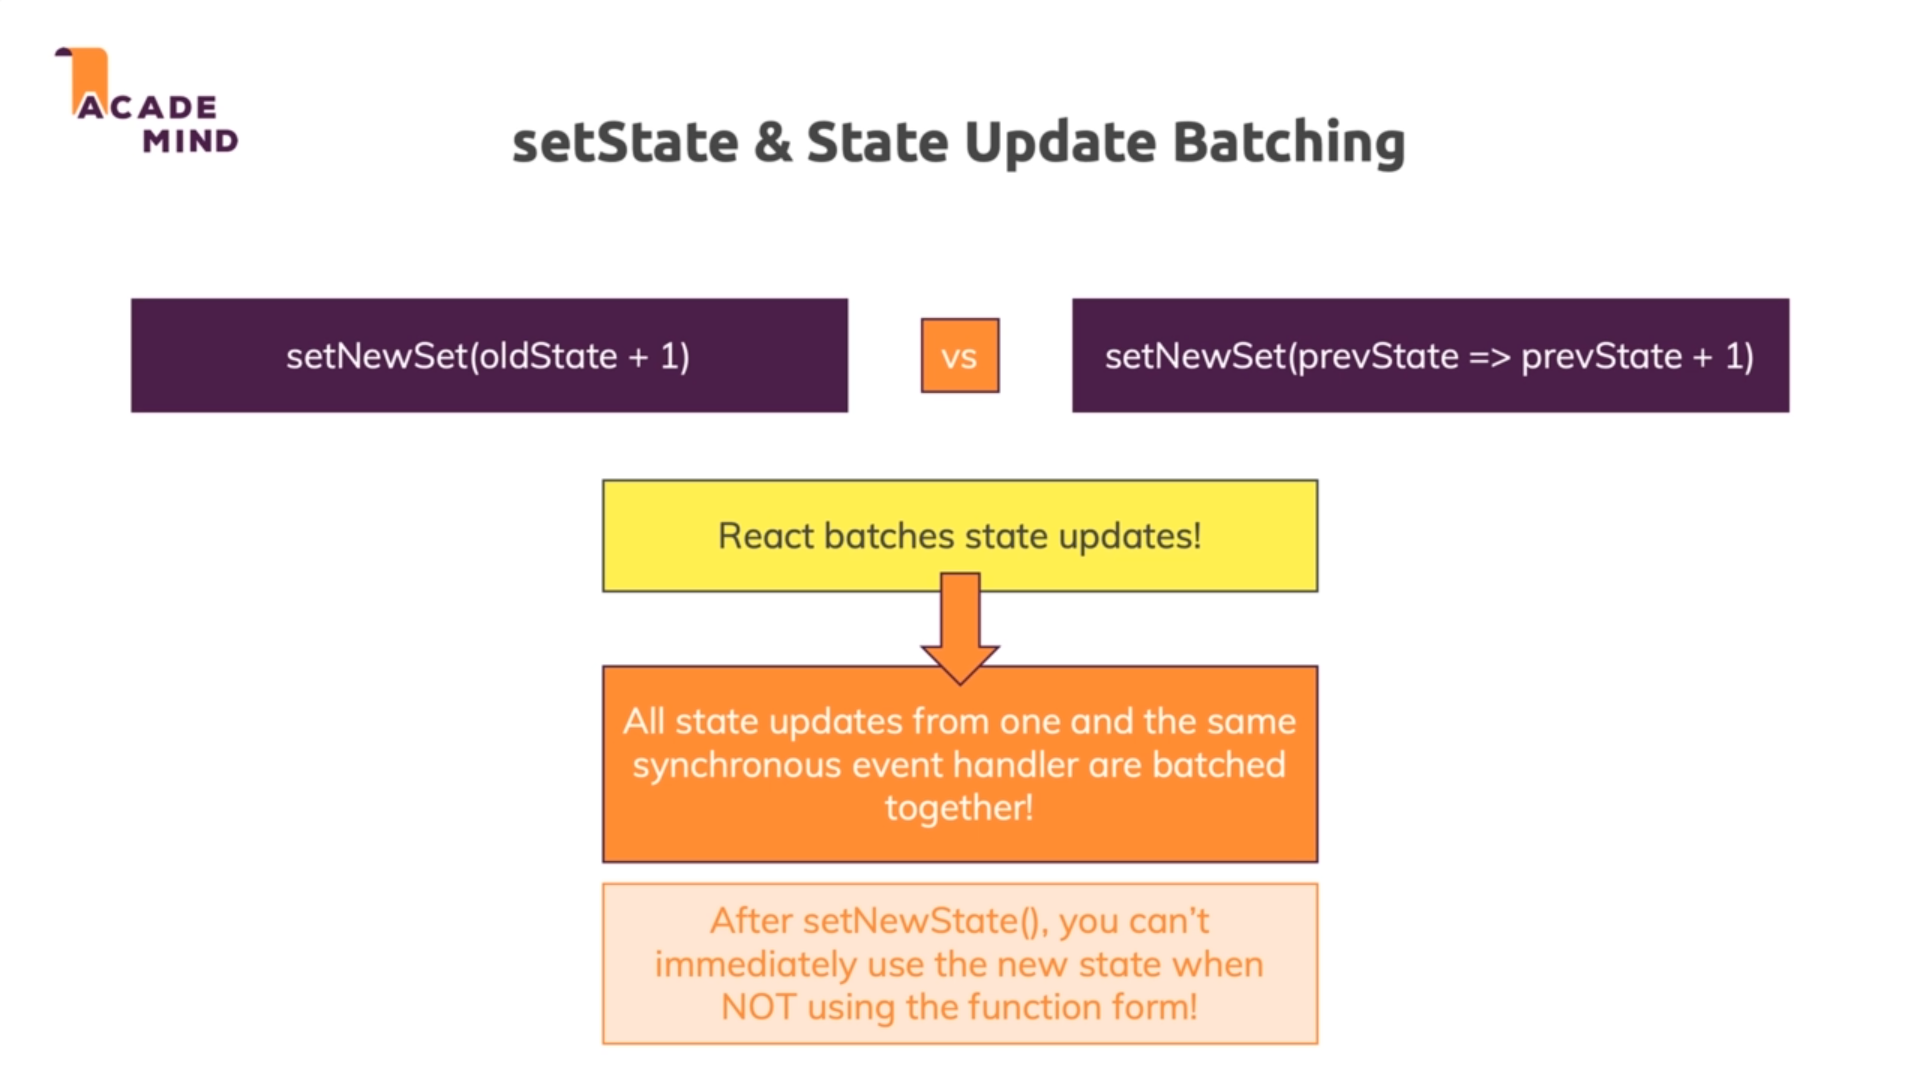 ACADE
MIND
setState & State Update Batching
setNewSet(oldState + 1)
vs
setNewSet(prevState => prevState + 1)
React batches state updates!
All state updates from one and the same
synchronous event handler are batched
together!
After setNewState(), you can’t
immediately use the new state when
NOT using the function form!